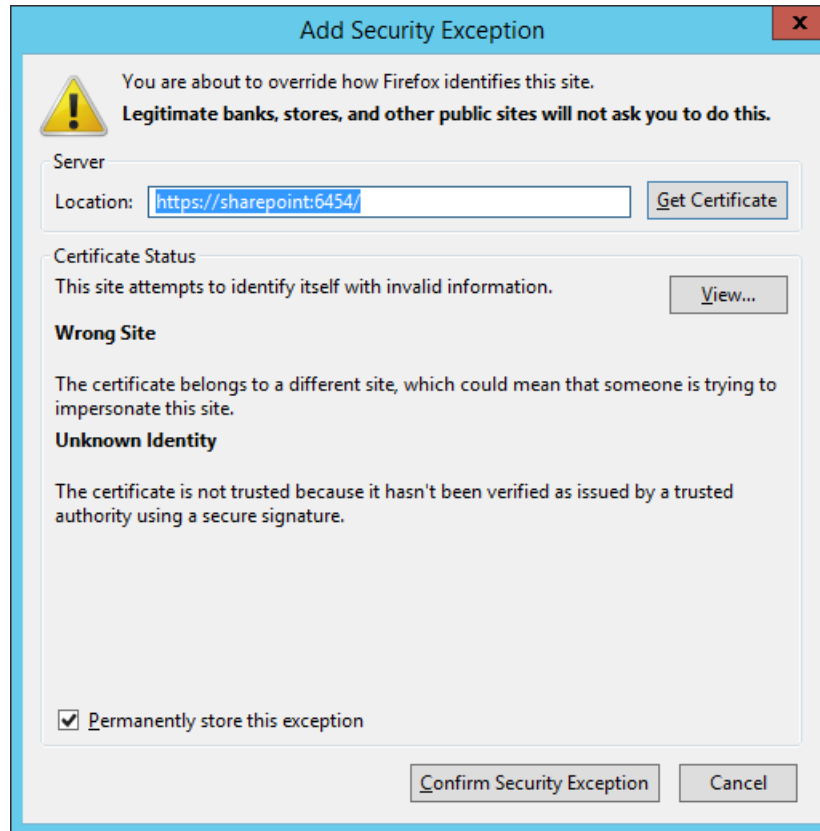 Add Security Exception
x
You are about to override how Firefox identifies this site.
Legitimate banks, stores, and other public sites will not ask you to do this.
Server
Location: https://sharepoint:6454/ Get Certificate
Certificate Status
This site attempts to identify itself with invalid information.
View...
Wrong Site
The certificate belongs to a different site, which could mean that someone is trying to
impersonate this site.
Unknown Identity
The certificate is not trusted because it hasn't been verified as issued by a trusted
authority using a secure signature.
Permanently store this exception
Confirm Security Exception Cancel